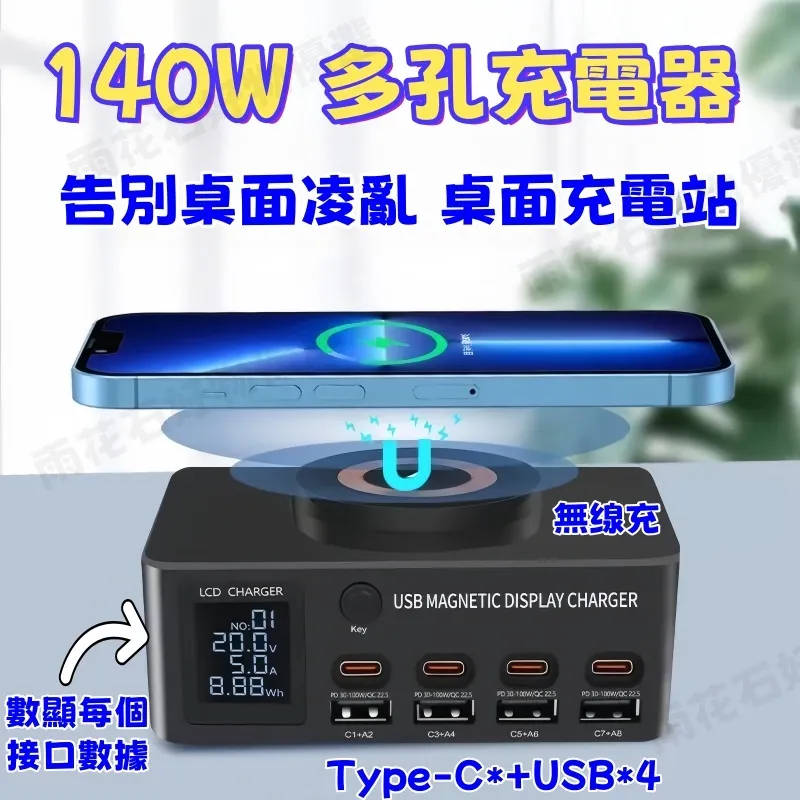 140W 多孔充電器
告別桌面凌亂 桌面充電站
無线充
LCD CHARGER
NO:01
20.0V
5.0A
8.88Wh
Key
USB MAGNETIC DISPLAY CHARGER
PD 30-100W/QC 22.5 PD 30-100W/QC 22.5 PD 30-100W/QC 22.5 PD 30-100W/QC 22.5
C1+A2 C3+A4 C5+A6 C7+A8
數顯每個
接口數據
Type-C*+USB*4